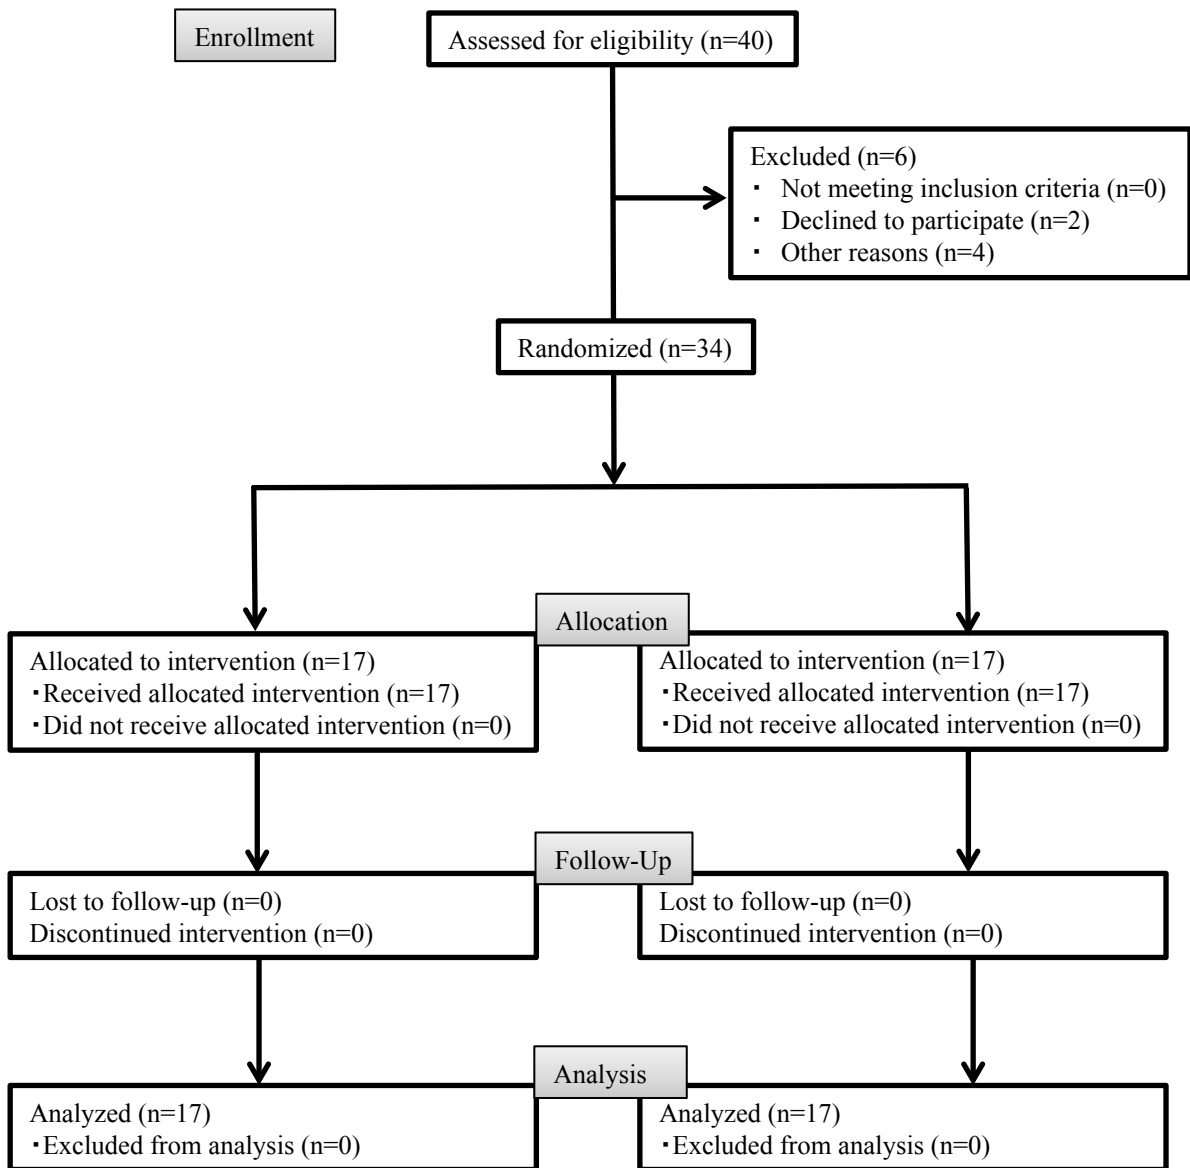 Enrollment
Assessed for eligibility (n=40)
Excluded (n=6)
・ Not meeting inclusion criteria (n=0)
・ Declined to participate (n=2)
・ Other reasons (n=4)
Randomized (n=34)
Allocation
Allocated to intervention (n=17)
・Received allocated intervention (n=17)
・Did not receive allocated intervention (n=0)
Allocated to intervention (n=17)
・Received allocated intervention (n=17)
・Did not receive allocated intervention (n=0)
Follow-Up
Lost to follow-up (n=0)
Discontinued intervention (n=0)
Lost to follow-up (n=0)
Discontinued intervention (n=0)
Analysis
Analyzed (n=17)
・Excluded from analysis (n=0)
Analyzed (n=17)
・Excluded from analysis (n=0)